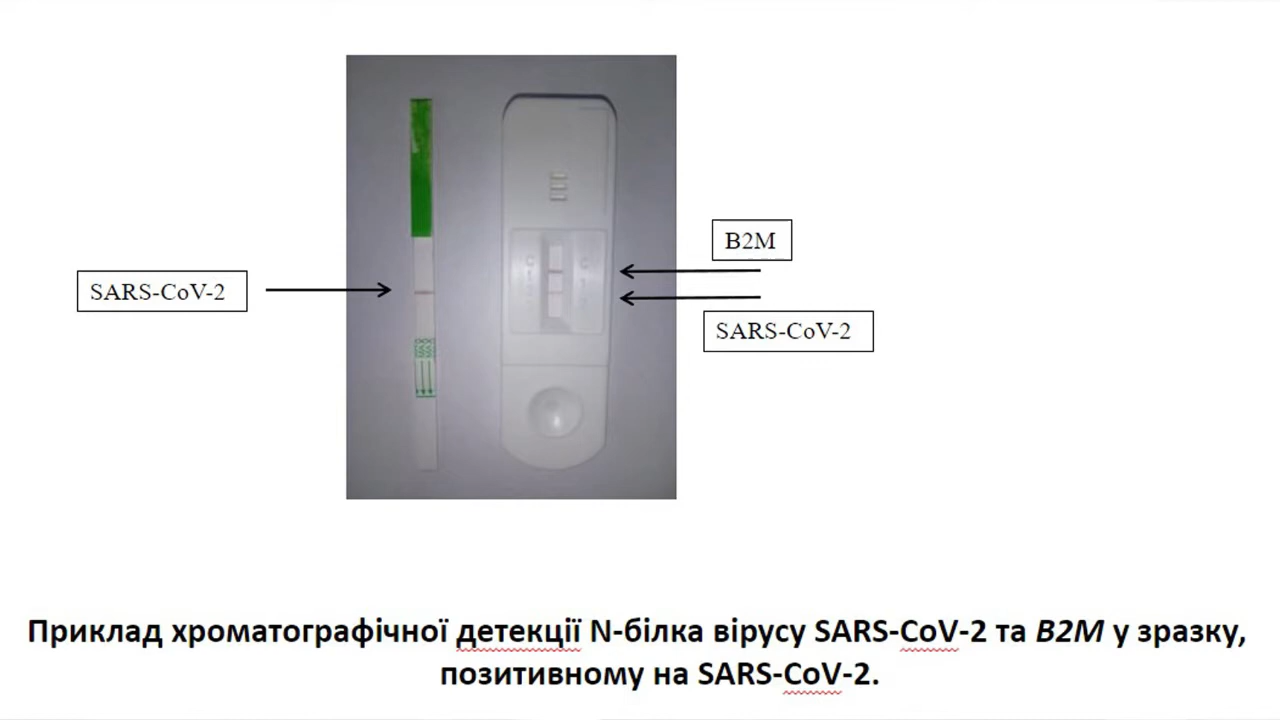 B2M
SARS-CoV-2
SARS-CoV-2
Приклад хроматографічної детекції N-білка вірусу SARS-CoV-2 та B2M у зразку,
позитивному на SARS-CoV-2.